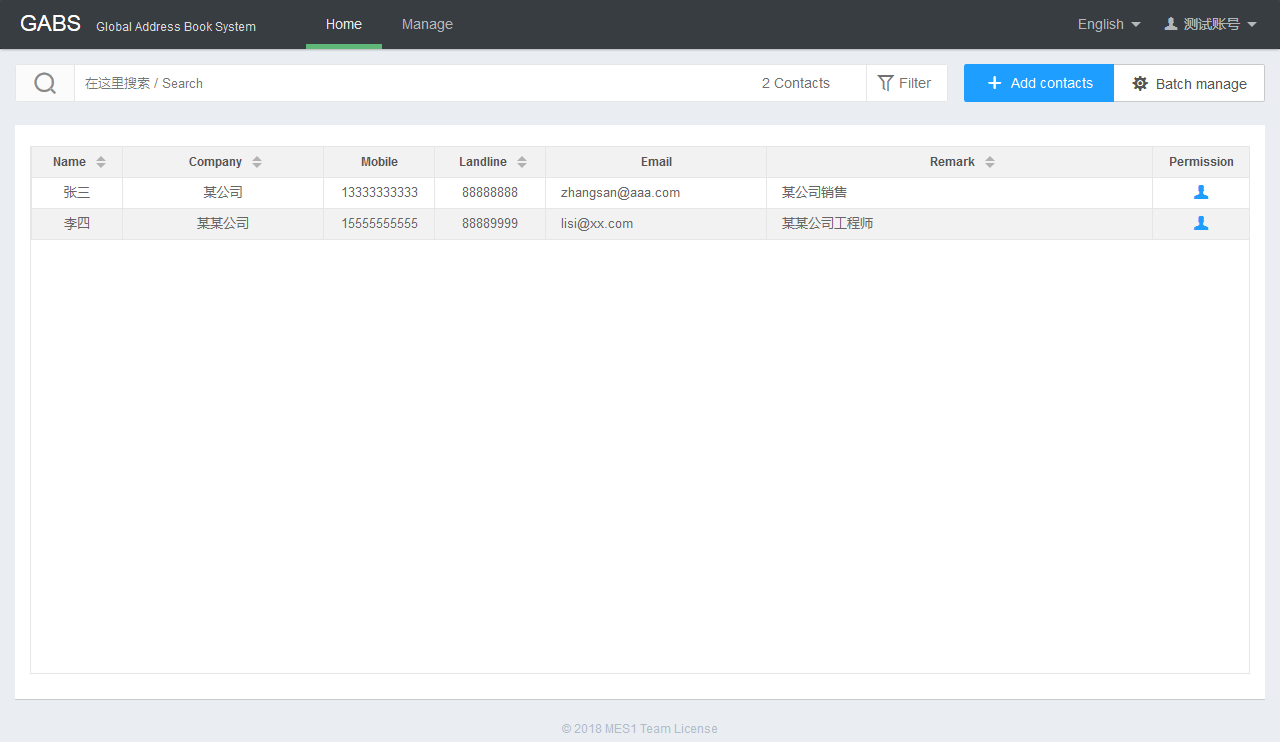 GABS Global Address Book System Home Manage English 测试账号
在这里搜索 / Search 2 Contacts Filter Add contacts Batch manage
Name Company Mobile Landline Email Remark Permission
张三 某公司 13333333333 88888888 zhangsan@aaa.com 某公司销售
李四 某某公司 15555555555 88889999 lisi@xx.com 某某公司工程师
© 2018 MES1 Team License